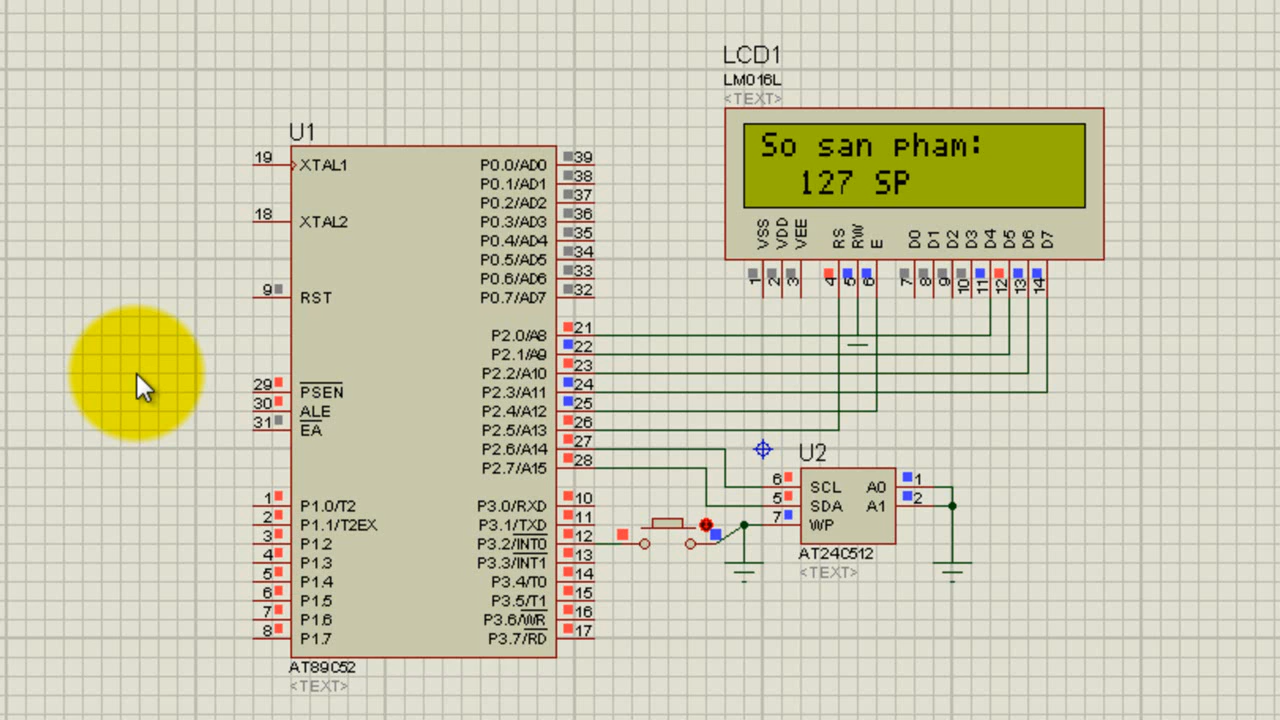 LCD1
LM016L
<TEXT>
So san pham:
127 SP
VSS VDD VEE RS RW E D0 D1 D2 D3 D4 D5 D6 D7
1 2 3 4 5 6 7 8 9 10 11 12 13 14
U1
19 XTAL1 P0.0/AD0 39
P0.1/AD1 38
P0.2/AD2 37
18 XTAL2 P0.3/AD3 36
P0.4/AD4 35
P0.5/AD5 34
P0.6/AD6 33
9 RST P0.7/AD7 32
P2.0/A8 21
P2.1/A9 22
P2.2/A10 23
29 PSEN P2.3/A11 24
30 ALE P2.4/A12 25
31 EA P2.5/A13 26
P2.6/A14 27
P2.7/A15 28
1 P1.0/T2 P3.0/RXD 10
2 P1.1/T2EX P3.1/TXD 11
3 P1.2 P3.2/INT0 12
4 P1.3 P3.3/INT1 13
5 P1.4 P3.4/T0 14
6 P1.5 P3.5/T1 15
7 P1.6 P3.6/WR 16
8 P1.7 P3.7/RD 17
AT89C52
<TEXT>
U2
6 SCL A0 1
5 SDA A1 2
7 WP
AT24C512
<TEXT>